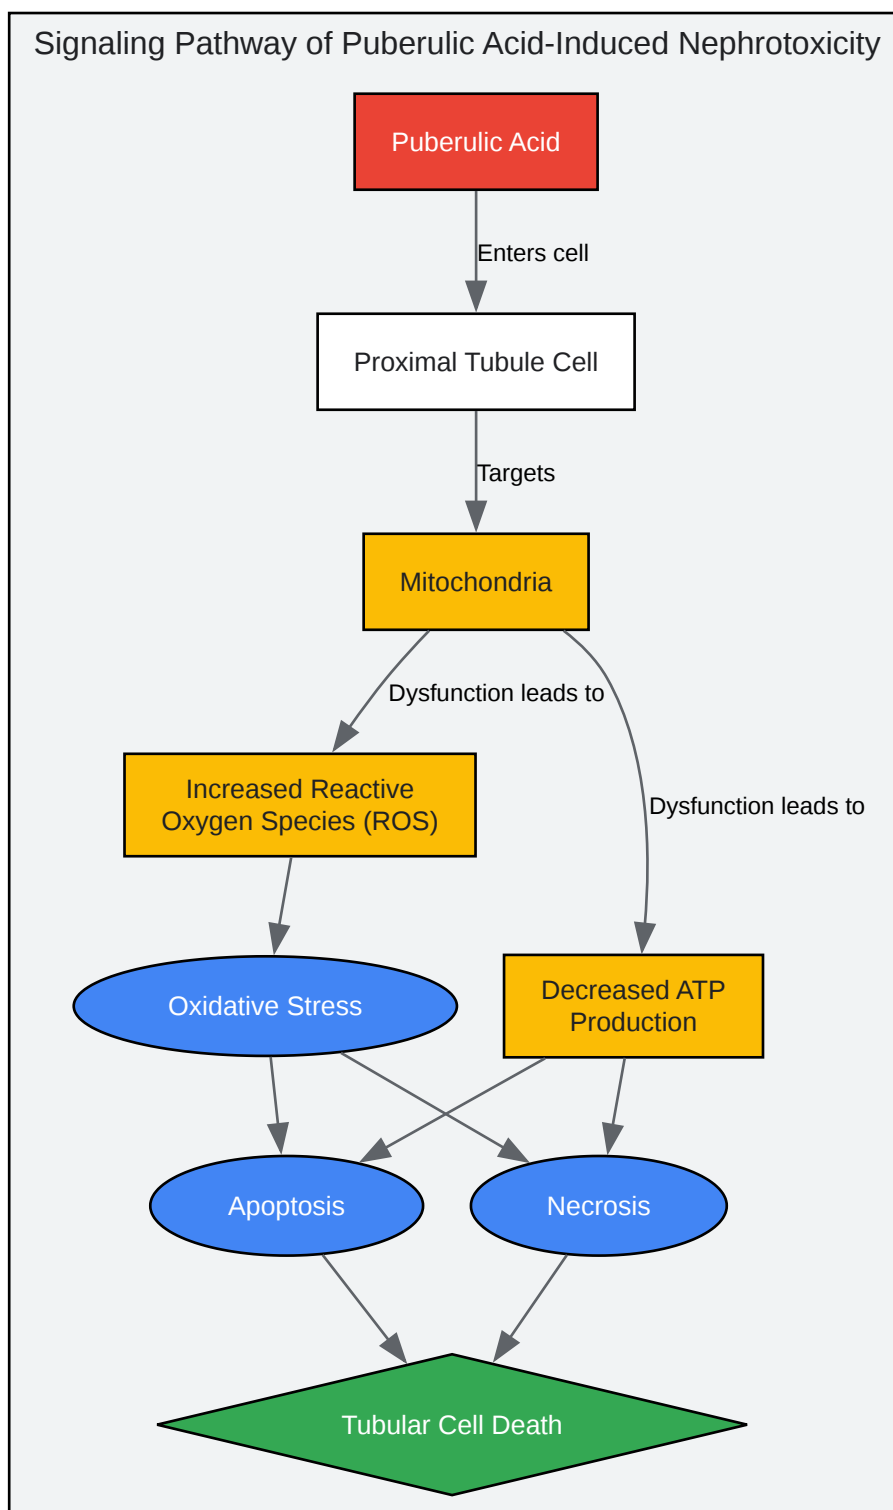 Signaling Pathway of Puberulic Acid-Induced Nephrotoxicity
Puberulic Acid
Enters cell
Proximal Tubule Cell
Targets
Mitochondria
Dysfunction leads to
Increased Reactive
Oxygen Species (ROS)
Dysfunction leads to
Oxidative Stress
Decreased ATP
Production
Apoptosis
Necrosis
Tubular Cell Death